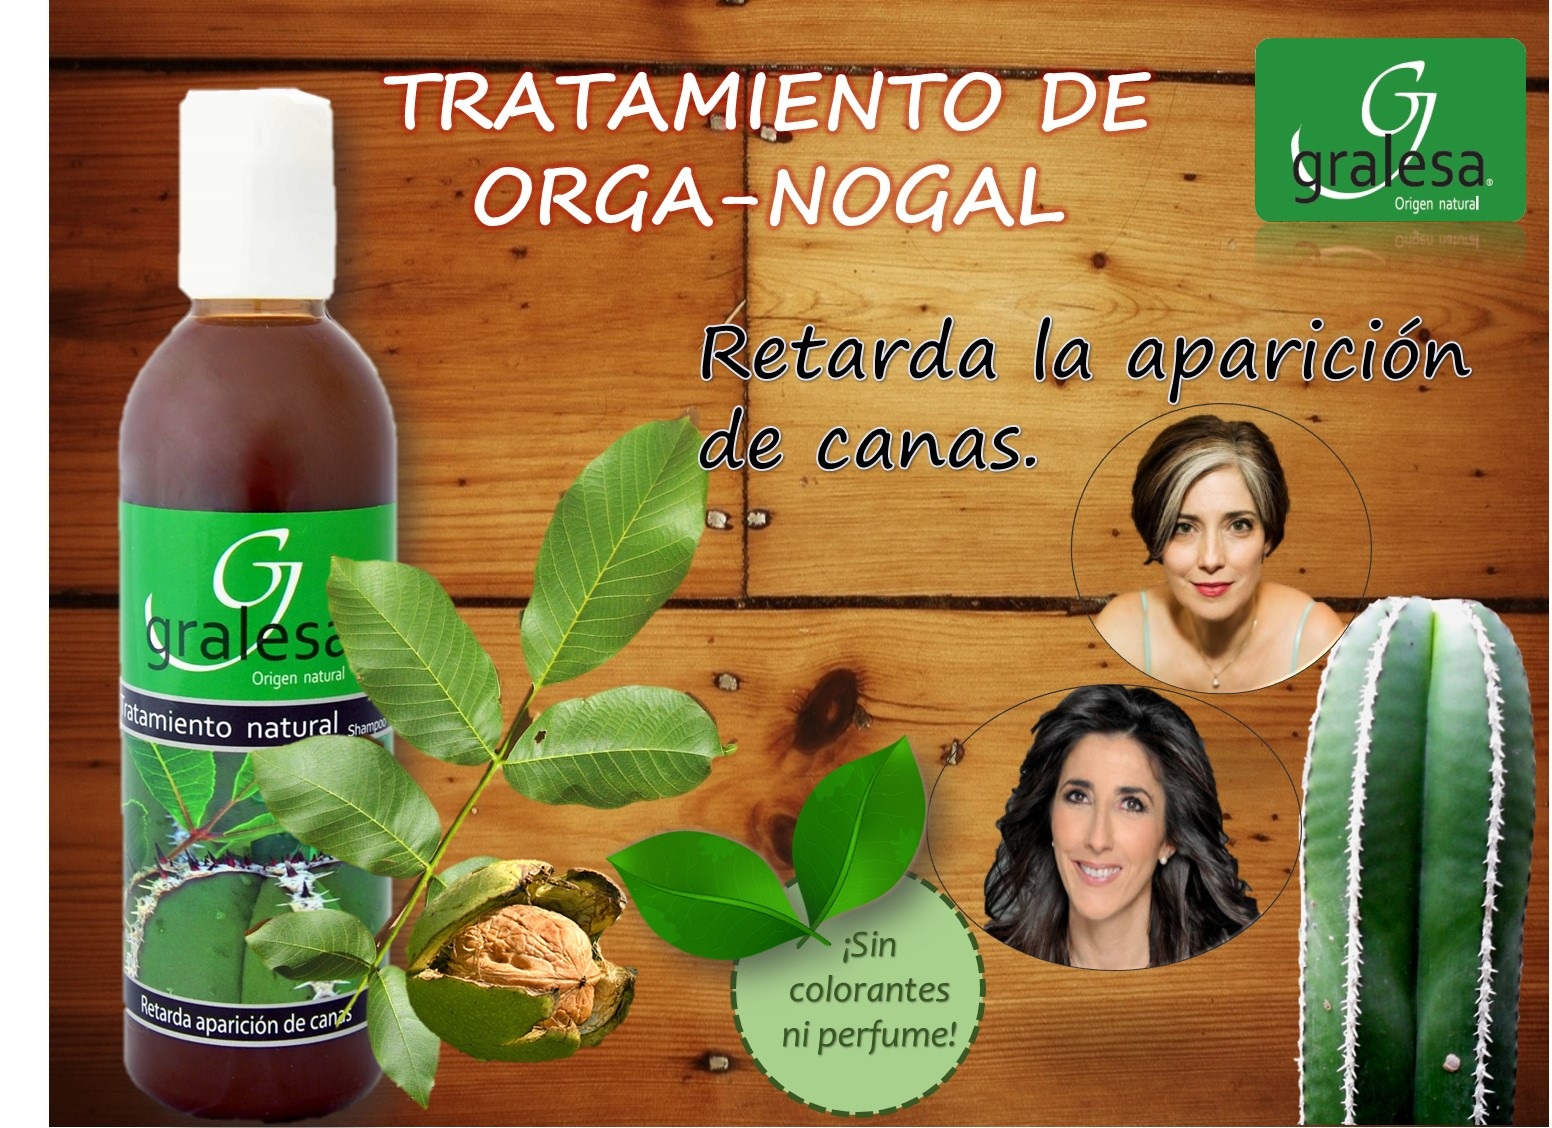 TRATAMIENTO DE
ORGA-NOGAL
G
gralesa®
Origen natural
Retarda la aparición
de canas.
G
gralesa
Origen natural
Tratamiento natural Shampoo
Retarda aparición de canas
¡Sin
colorantes
ni perfume!